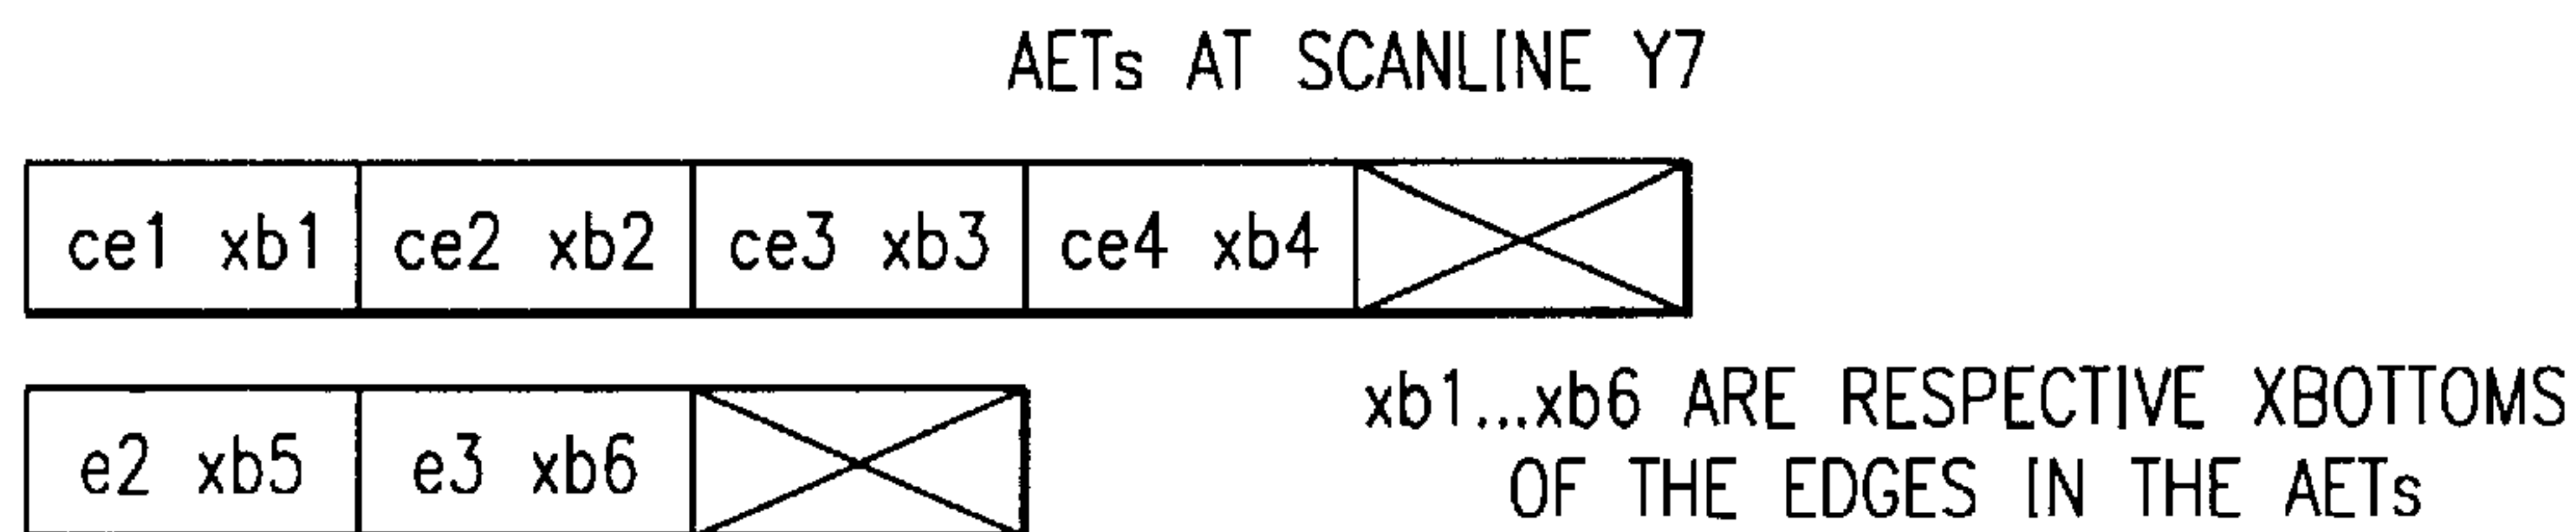 AETs AT SCANLINE Y7
ce1 xb1 ce2 xb2 ce3 xb3 ce4 xb4
e2 xb5 e3 xb6
xb1...xb6 ARE RESPECTIVE XBOTTOMS
OF THE EDGES IN THE AETs